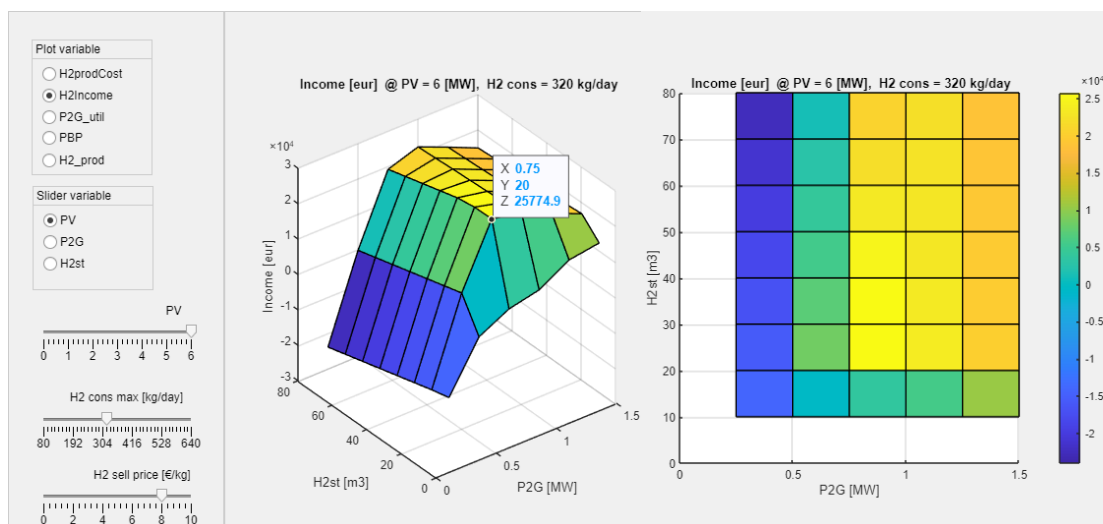 Plot variable
H2prodCost
H2Income
P2G_util
PBP
H2_prod
Slider variable
PV
P2G
H2st
PV
0 1 2 3 4 5 6
H2 cons max [kg/day]
80 192 304 416 528 640
H2 sell price [€/kg]
0 2 4 6 8 10
Income [eur] @ PV = 6 [MW], H2 cons = 320 kg/day
×10⁴
3
2
1
0
-1
-2
-3
Income [eur]
X 0.75
Y 20
Z 25774.9
80
60
40
20
0
H2st [m3]
0
0.5
1
1.5
P2G [MW]
Income [eur] @ PV = 6 [MW], H2 cons = 320 kg/day
80
70
60
50
40
30
20
10
0
H2st [m3]
0 0.5 1 1.5
P2G [MW]
×10⁴
2.5
2
1.5
1
0.5
0
-0.5
-1
-1.5
-2